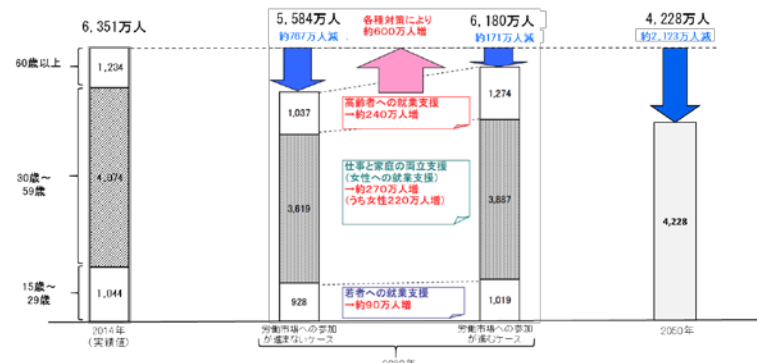 6,351万人
5,584万人
約767万人減
各種対策により
約600万人増
6,180万人
約171万人減
4,228万人
約2,123万人減
60歳以上
1,234
1,037
1,274
高齢者への就業支援
→約240万人増
30歳～
59歳
4,074
3,619
仕事と家庭の両立支援
(女性への就業支援)
→約270万人増
(うち女性220万人増)
3,887
4,228
15歳～
29歳
1,044
928
若者への就業支援
→約90万人増
1,019
2014年
(実績値)
労働市場への参加
が進まないケース
労働市場への参加
が進むケース
2050年